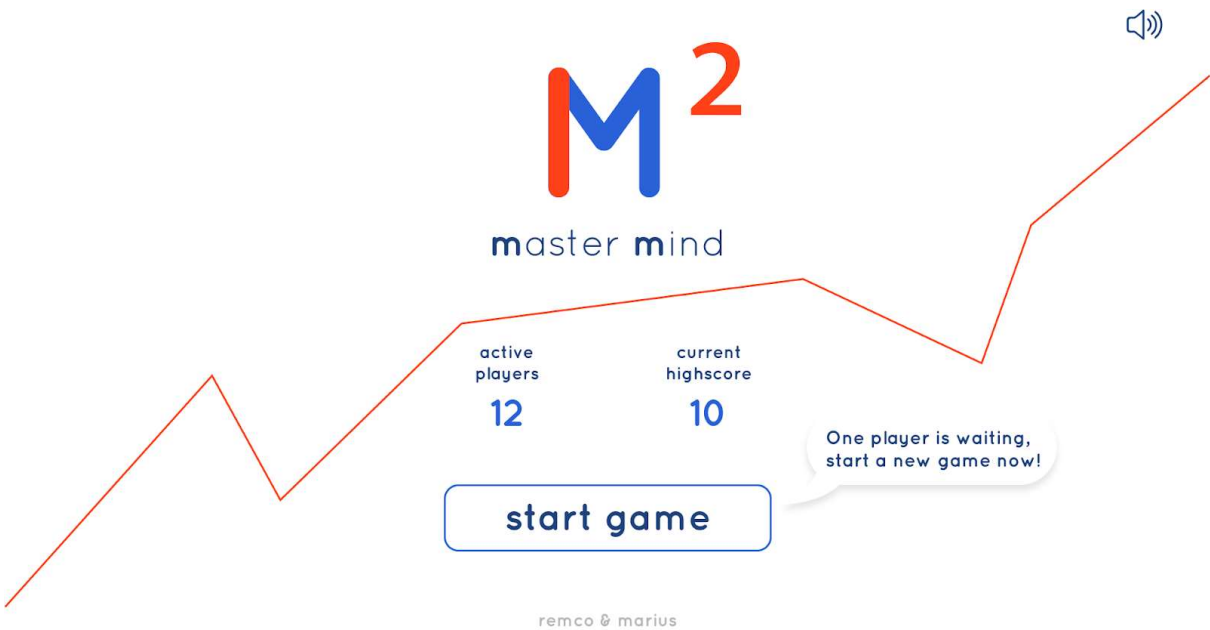 M²
master mind
active
players
12
current
highscore
10
One player is waiting,
start a new game now!
start game
remco & marius